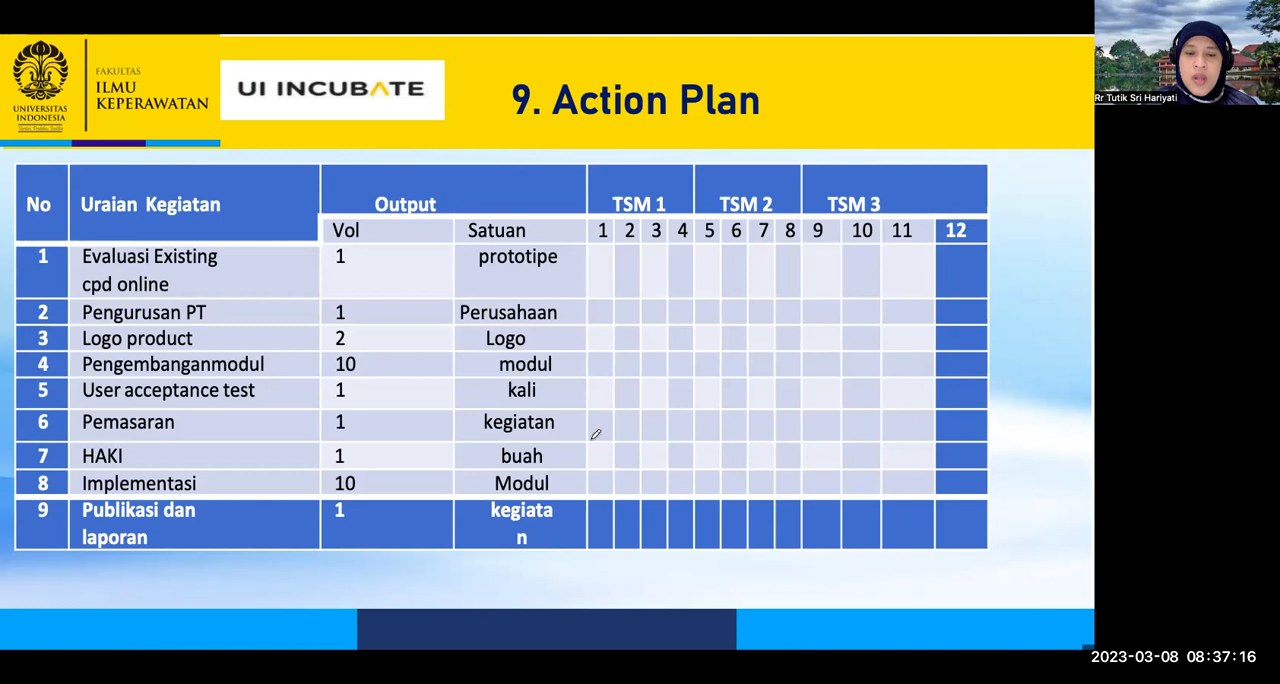 UNIVERSITAS
INDONESIA
FAKULTAS
ILMU
KEPERAWATAN
UI INCUBATE
9. Action Plan
Rr Tutik Sri Hariyati
No Uraian Kegiatan Output TSM 1 TSM 2 TSM 3
Vol Satuan 1 2 3 4 5 6 7 8 9 10 11 12
1 Evaluasi Existing 1 prototipe
cpd online
2 Pengurusan PT 1 Perusahaan
3 Logo product 2 Logo
4 Pengembanganmodul 10 modul
5 User acceptance test 1 kali
6 Pemasaran 1 kegiatan
7 HAKI 1 buah
8 Implementasi 10 Modul
9 Publikasi dan 1 kegiata
laporan n
2023-03-08 08:37:16